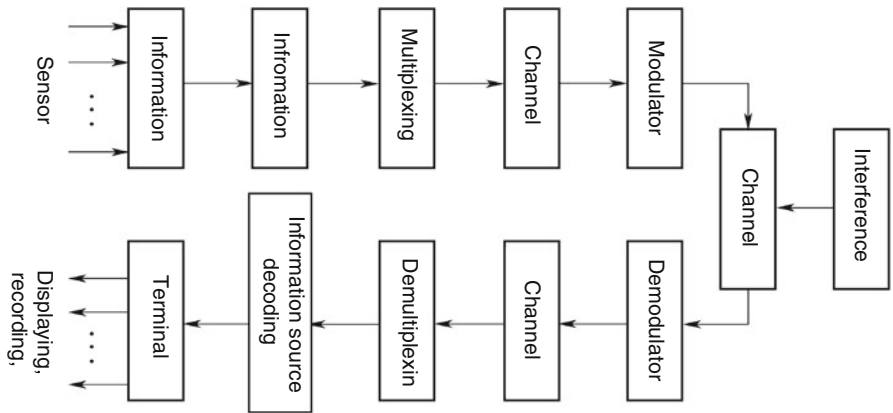 Sensor
Information
Infromation
Multiplexing
Channel
Modulator
Channel
Interference
Demodulator
Channel
Demultiplexin
Information source
decoding
Terminal
Displaying,
recording,